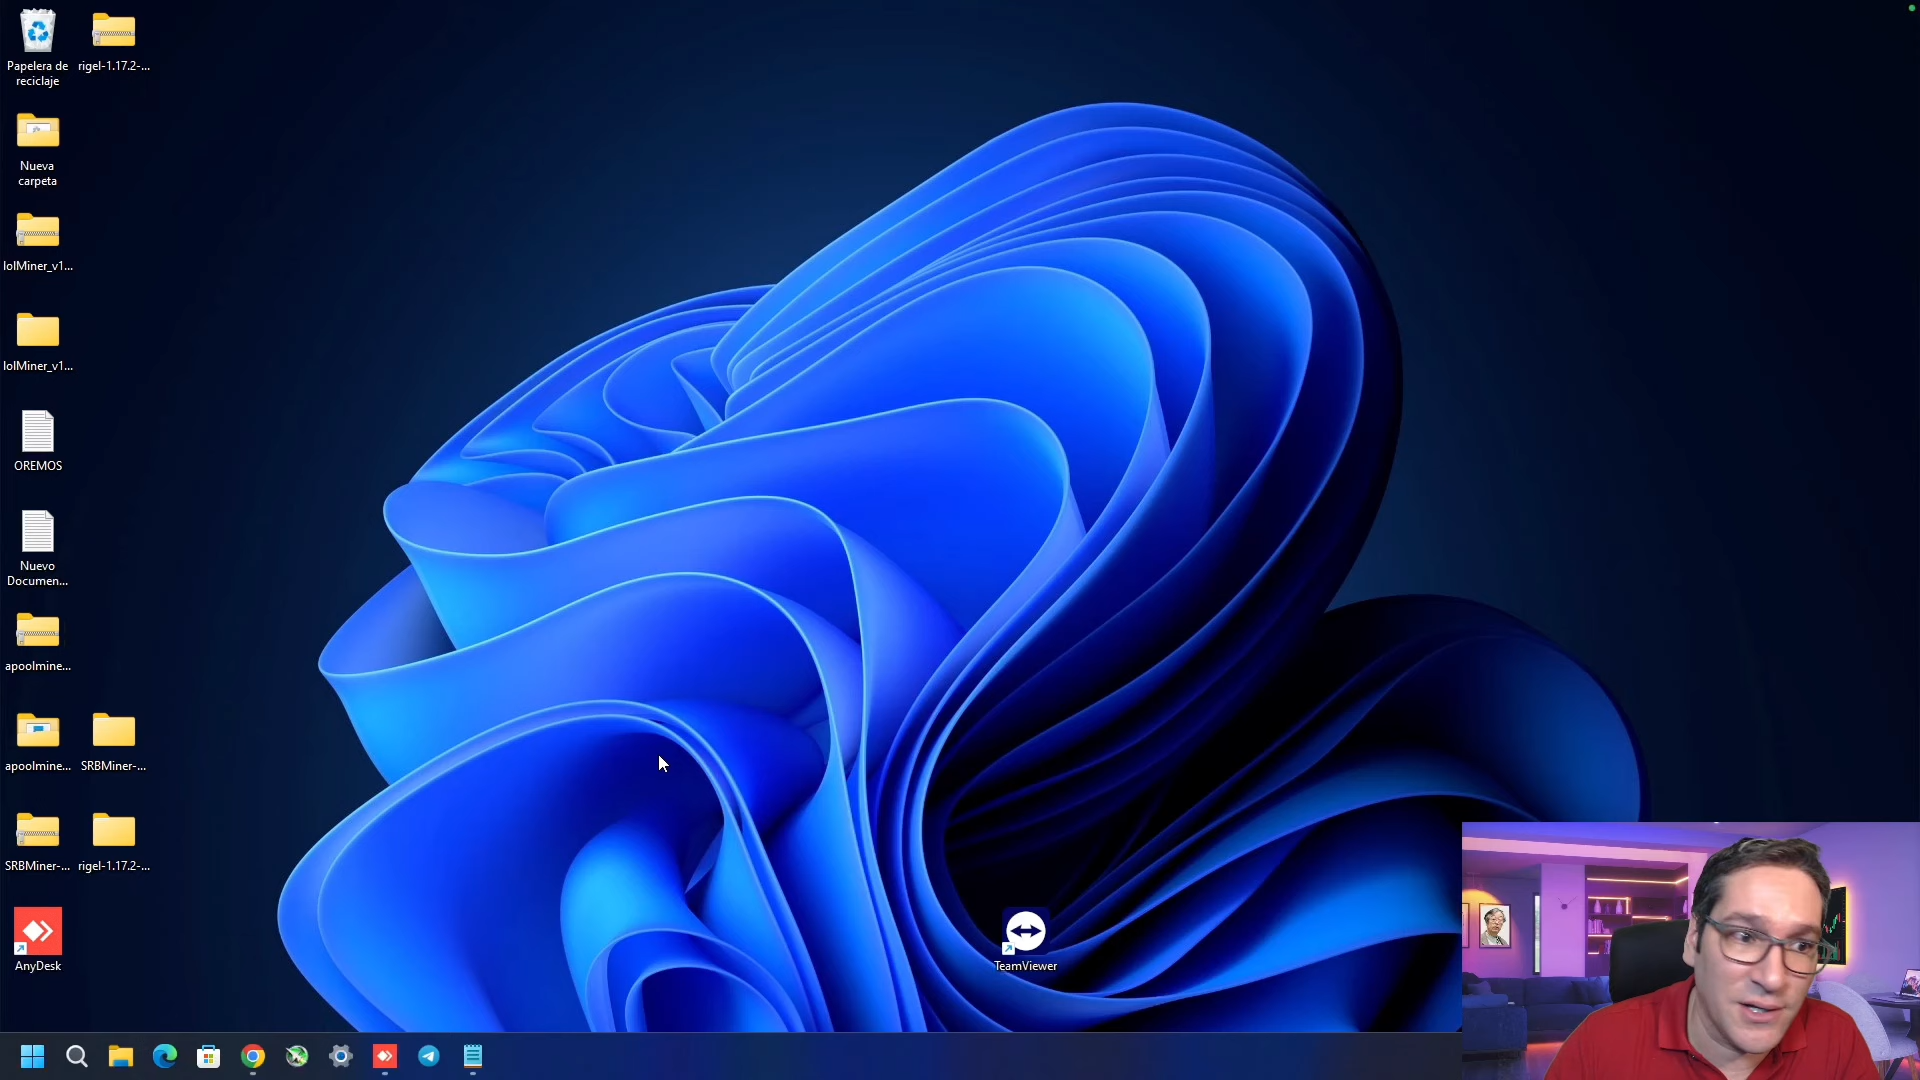 Papelera de
reciclaje
rigel-1.17.2-...
Nueva
carpeta
lolMiner_v1...
lolMiner_v1...
OREMOS
Nuevo
Documen...
apoolmine...
apoolmine...
SRBMiner-...
SRBMiner-...
rigel-1.17.2-...
AnyDesk
TeamViewer